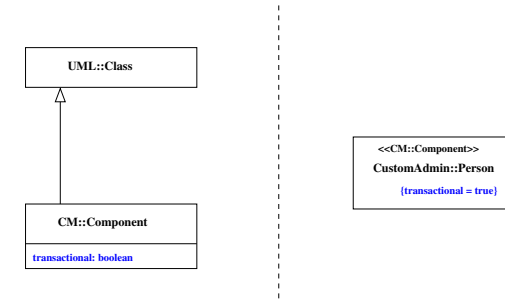 UML::Class
CM::Component
transactional: boolean
<<CM::Component>>
CustomAdmin::Person
{transactional = true}